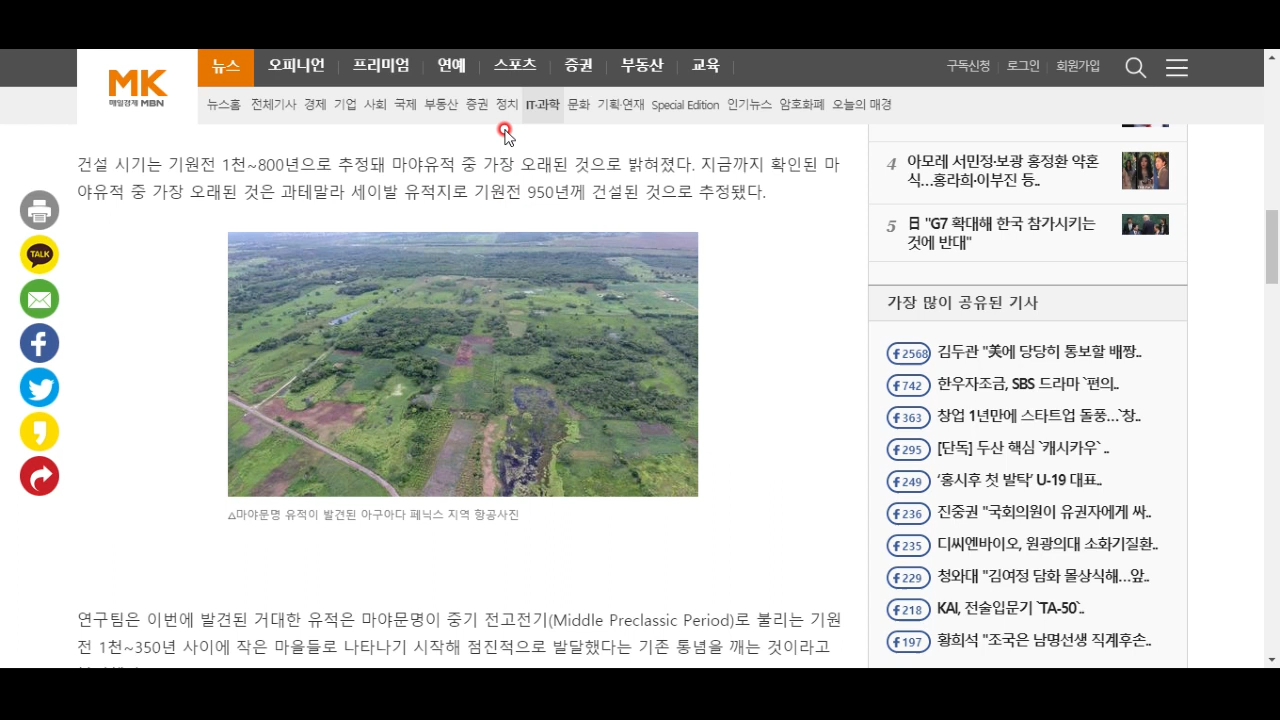 MK
매일경제 MBN
뉴스 오피니언 프리미엄 연예 스포츠 증권 부동산 교육
구독신청 로그인 회원가입
뉴스홈 전체기사 경제 기업 사회 국제 부동산 증권 정치 IT·과학 문화 기획·연재 Special Edition 인기뉴스 암호화폐 오늘의 매경
건설 시기는 기원전 1천~800년으로 추정돼 마야유적 중 가장 오래된 것으로 밝혀졌다. 지금까지 확인된 마
야유적 중 가장 오래된 것은 과테말라 세이발 유적지로 기원전 950년께 건설된 것으로 추정됐다.
TALK
△마야문명 유적이 발견된 아구아다 페닉스 지역 항공사진
연구팀은 이번에 발견된 거대한 유적은 마야문명이 중기 전고전기(Middle Preclassic Period)로 불리는 기원
전 1천~350년 사이에 작은 마을들로 나타나기 시작해 점진적으로 발달했다는 기존 통념을 깨는 것이라고
4 아모레 서민정·보광 홍정환 약혼
식…홍라희·이부진 등..
5 日 "G7 확대해 한국 참가시키는
것에 반대"
가장 많이 공유된 기사
f 2568 김두관 "美에 당당히 통보할 배짱..
f 742 한우자조금, SBS 드라마 `편의..
f 363 창업 1년만에 스타트업 돌풍…`창..
f 295 [단독] 두산 핵심 `캐시카우` ..
f 249 ‘홍시후 첫 발탁’ U-19 대표..
f 236 진중권 "국회의원이 유권자에게 싸..
f 235 디씨엔바이오, 원광의대 소화기질환..
f 229 청와대 "김여정 담화 몰상식해…앞..
f 218 KAI, 전술입문기 `TA-50`..
f 197 황희석 "조국은 남명선생 직계후손..